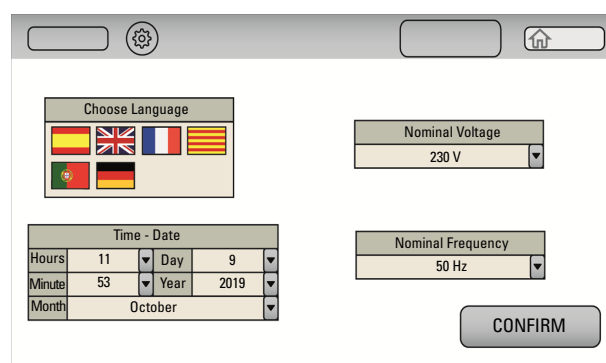 Choose Language
Nominal Voltage
230 V
Time - Date
Hours 11 Day 9
Minute 53 Year 2019
Month October
Nominal Frequency
50 Hz
CONFIRM